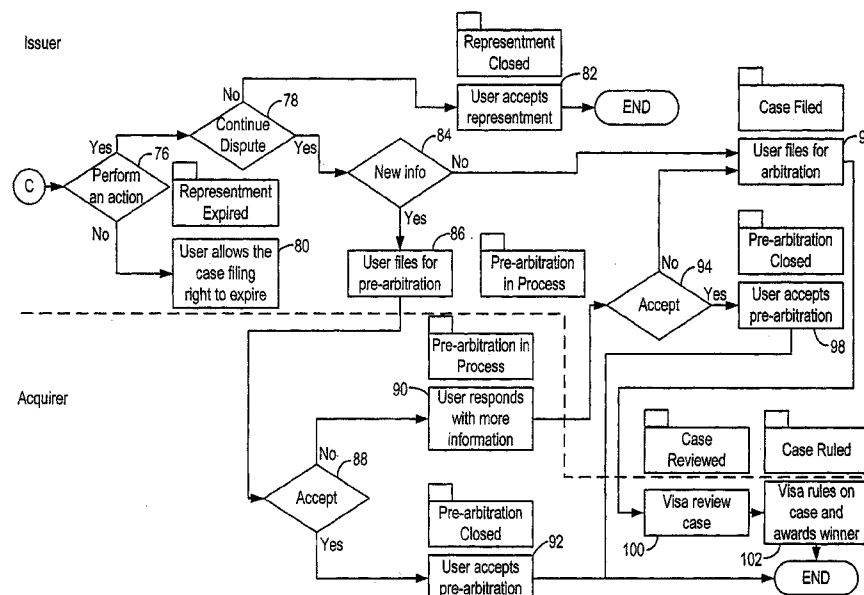 Issuer
Representment
Closed
No
78
82
User accepts
representment
END
Case Filed
Continue
Dispute
Yes
84
New info
No
9
User files for
arbitration
Yes
76
C
Perform
an action
Representment
Expired
No
80
User allows the
case filing
right to expire
Yes
86
User files for
pre-arbitration
Pre-arbitration
in Process
No
94
Accept
Yes
Pre-arbitration
Closed
User accepts
pre-arbitration
98
Acquirer
Pre-arbitration in
Process
90
User responds
with more
information
No
88
Accept
Yes
Case
Reviewed
Case Ruled
Pre-arbitration
Closed
Visa review
case
100
Visa rules on
case and
awards winner
102
92
User accepts
pre-arbitration
END